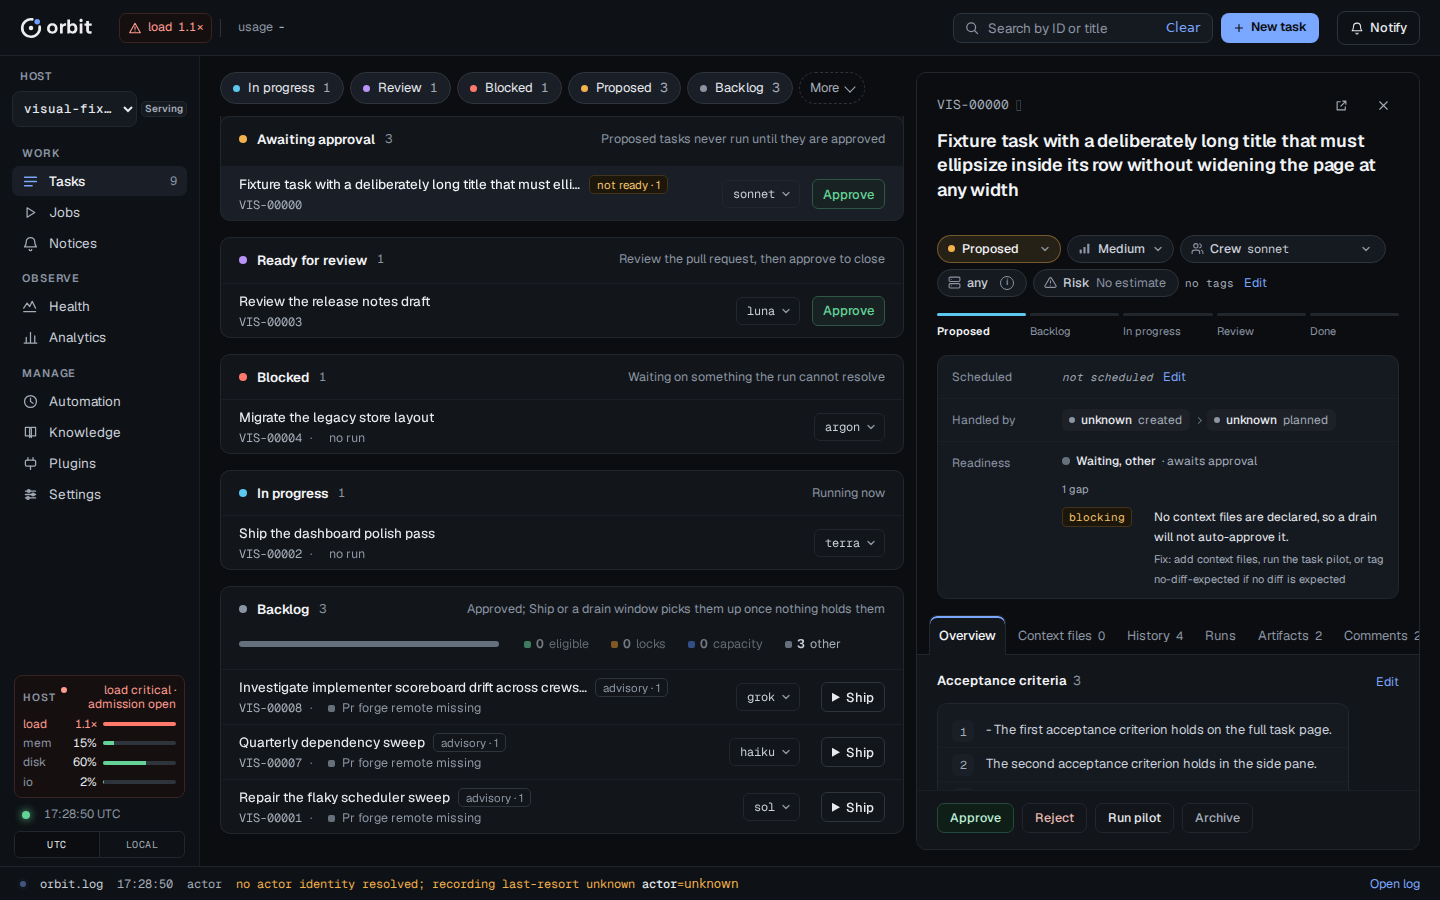 orbit
load 1.1×
usage –
Search by ID or title
Clear
+ New task
Notify
HOST
visual-fix…
Serving
WORK
Tasks 9
Jobs
Notices
OBSERVE
Health
Analytics
MANAGE
Automation
Knowledge
Plugins
Settings
HOST
load critical ·
admission open
load 1.1×
mem 15%
disk 60%
io 2%
17:28:50 UTC
UTC LOCAL
In progress 1
Review 1
Blocked 1
Proposed 3
Backlog 3
More
Awaiting approval 3
Proposed tasks never run until they are approved
Fixture task with a deliberately long title that must elli… not ready · 1
VIS-00000
sonnet
Approve
Ready for review 1
Review the pull request, then approve to close
Review the release notes draft
VIS-00003
luna
Approve
Blocked 1
Waiting on something the run cannot resolve
Migrate the legacy store layout
VIS-00004 · no run
argon
In progress 1
Running now
Ship the dashboard polish pass
VIS-00002 · no run
terra
Backlog 3
Approved; Ship or a drain window picks them up once nothing holds them
0 eligible 0 locks 0 capacity 3 other
Investigate implementer scoreboard drift across crews… advisory · 1
VIS-00008 · Pr forge remote missing
grok
Ship
Quarterly dependency sweep advisory · 1
VIS-00007 · Pr forge remote missing
haiku
Ship
Repair the flaky scheduler sweep advisory · 1
VIS-00001 · Pr forge remote missing
sol
Ship
VIS-00000
Fixture task with a deliberately long title that must
ellipsize inside its row without widening the page at
any width
Proposed
Medium
Crew sonnet
any
Risk No estimate
no tags Edit
Proposed Backlog In progress Review Done
Scheduled not scheduled Edit
Handled by unknown created › unknown planned
Readiness Waiting, other · awaits approval
1 gap
blocking No context files are declared, so a drain
will not auto-approve it.
Fix: add context files, run the task pilot, or tag
no-diff-expected if no diff is expected
Overview Context files 0 History 4 Runs Artifacts 2 Comments 2
Acceptance criteria 3
Edit
1 - The first acceptance criterion holds on the full task page.
2 The second acceptance criterion holds in the side pane.
Approve Reject Run pilot Archive
orbit.log 17:28:50 actor no actor identity resolved; recording last-resort unknown actor=unknown
Open log